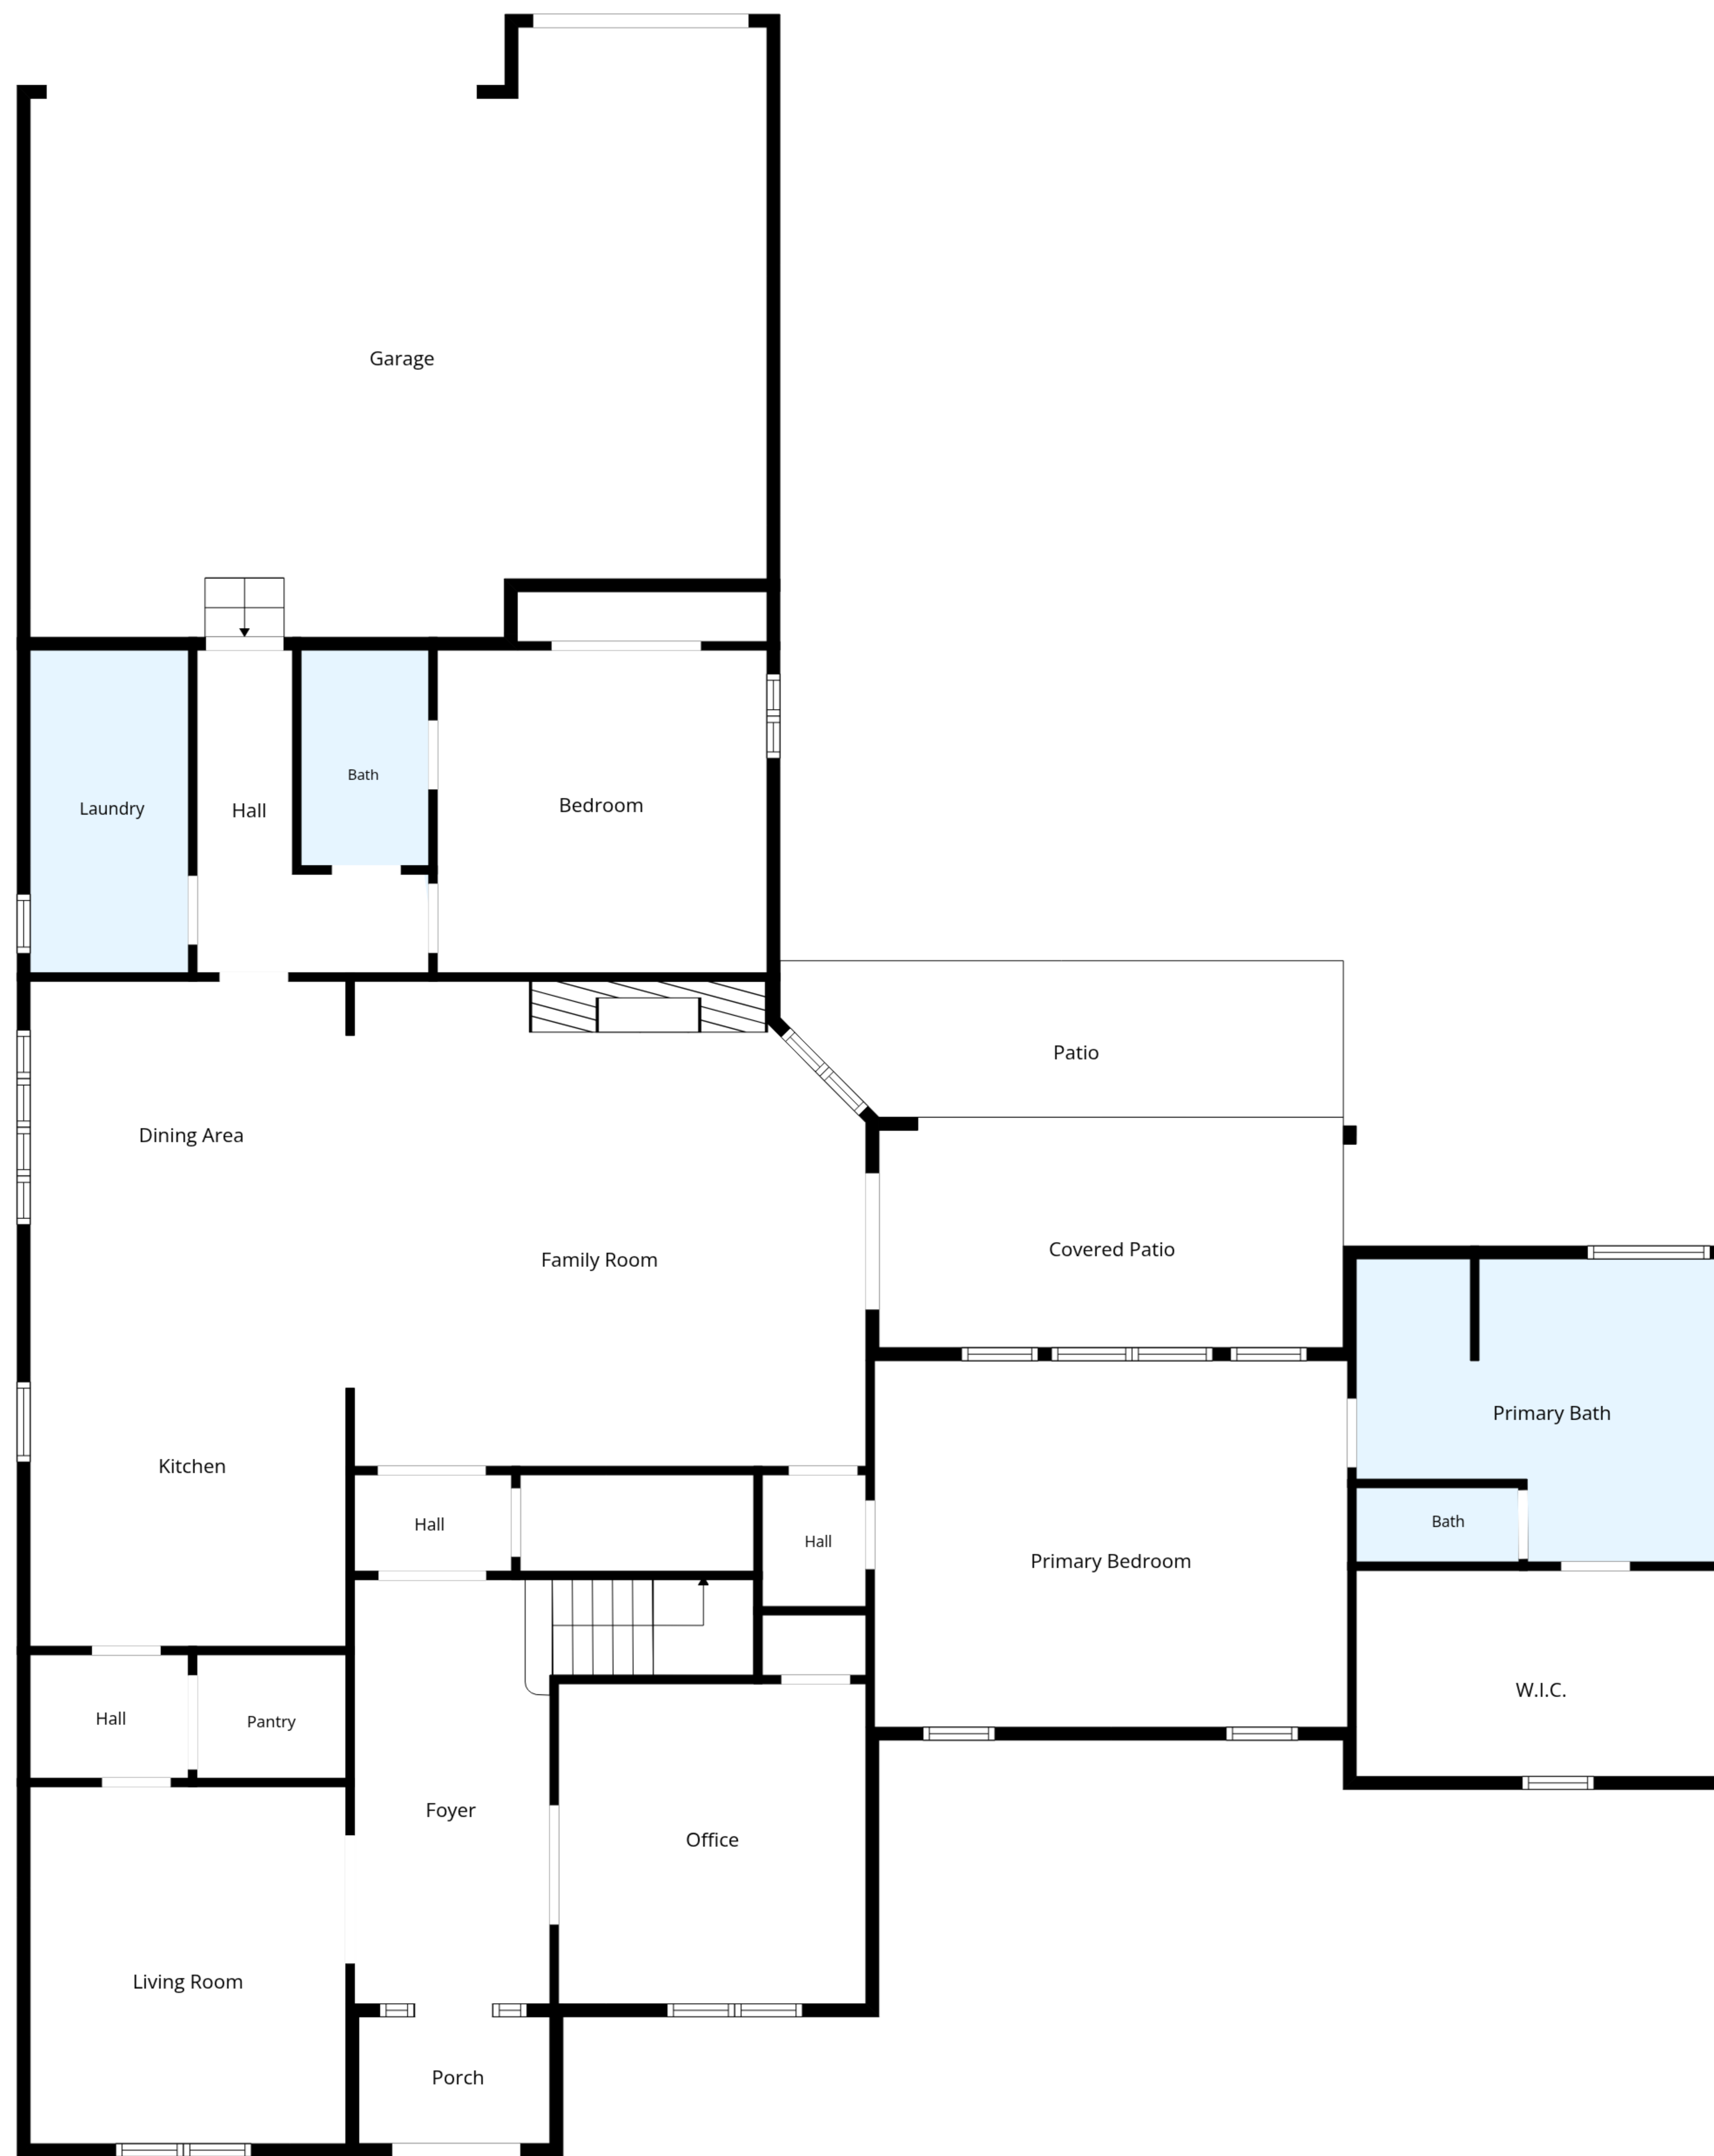 Garage
Bath
Laundry
Hall
Bedroom
Patio
Dining Area
Covered Patio
Family Room
Primary Bath
Kitchen
Hall
Bath
Hall
Primary Bedroom
W.I.C.
Hall
Pantry
Foyer
Office
Living Room
Porch